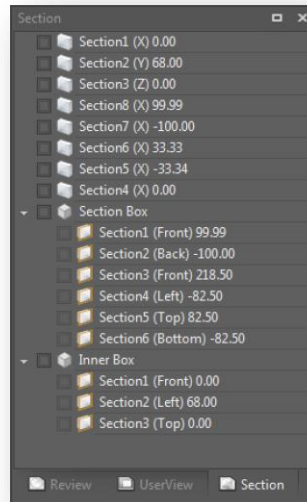 Section
Section1 (X) 0.00
Section2 (Y) 68.00
Section3 (Z) 0.00
Section8 (X) 99.99
Section7 (X) -100.00
Section6 (X) 33.33
Section5 (X) -33.34
Section4 (X) 0.00
Section Box
Section1 (Front) 99.99
Section2 (Back) -100.00
Section3 (Front) 218.50
Section4 (Left) -82.50
Section5 (Top) 82.50
Section6 (Bottom) -82.50
Inner Box
Section1 (Front) 0.00
Section2 (Left) 68.00
Section3 (Top) 0.00
Review UserView Section